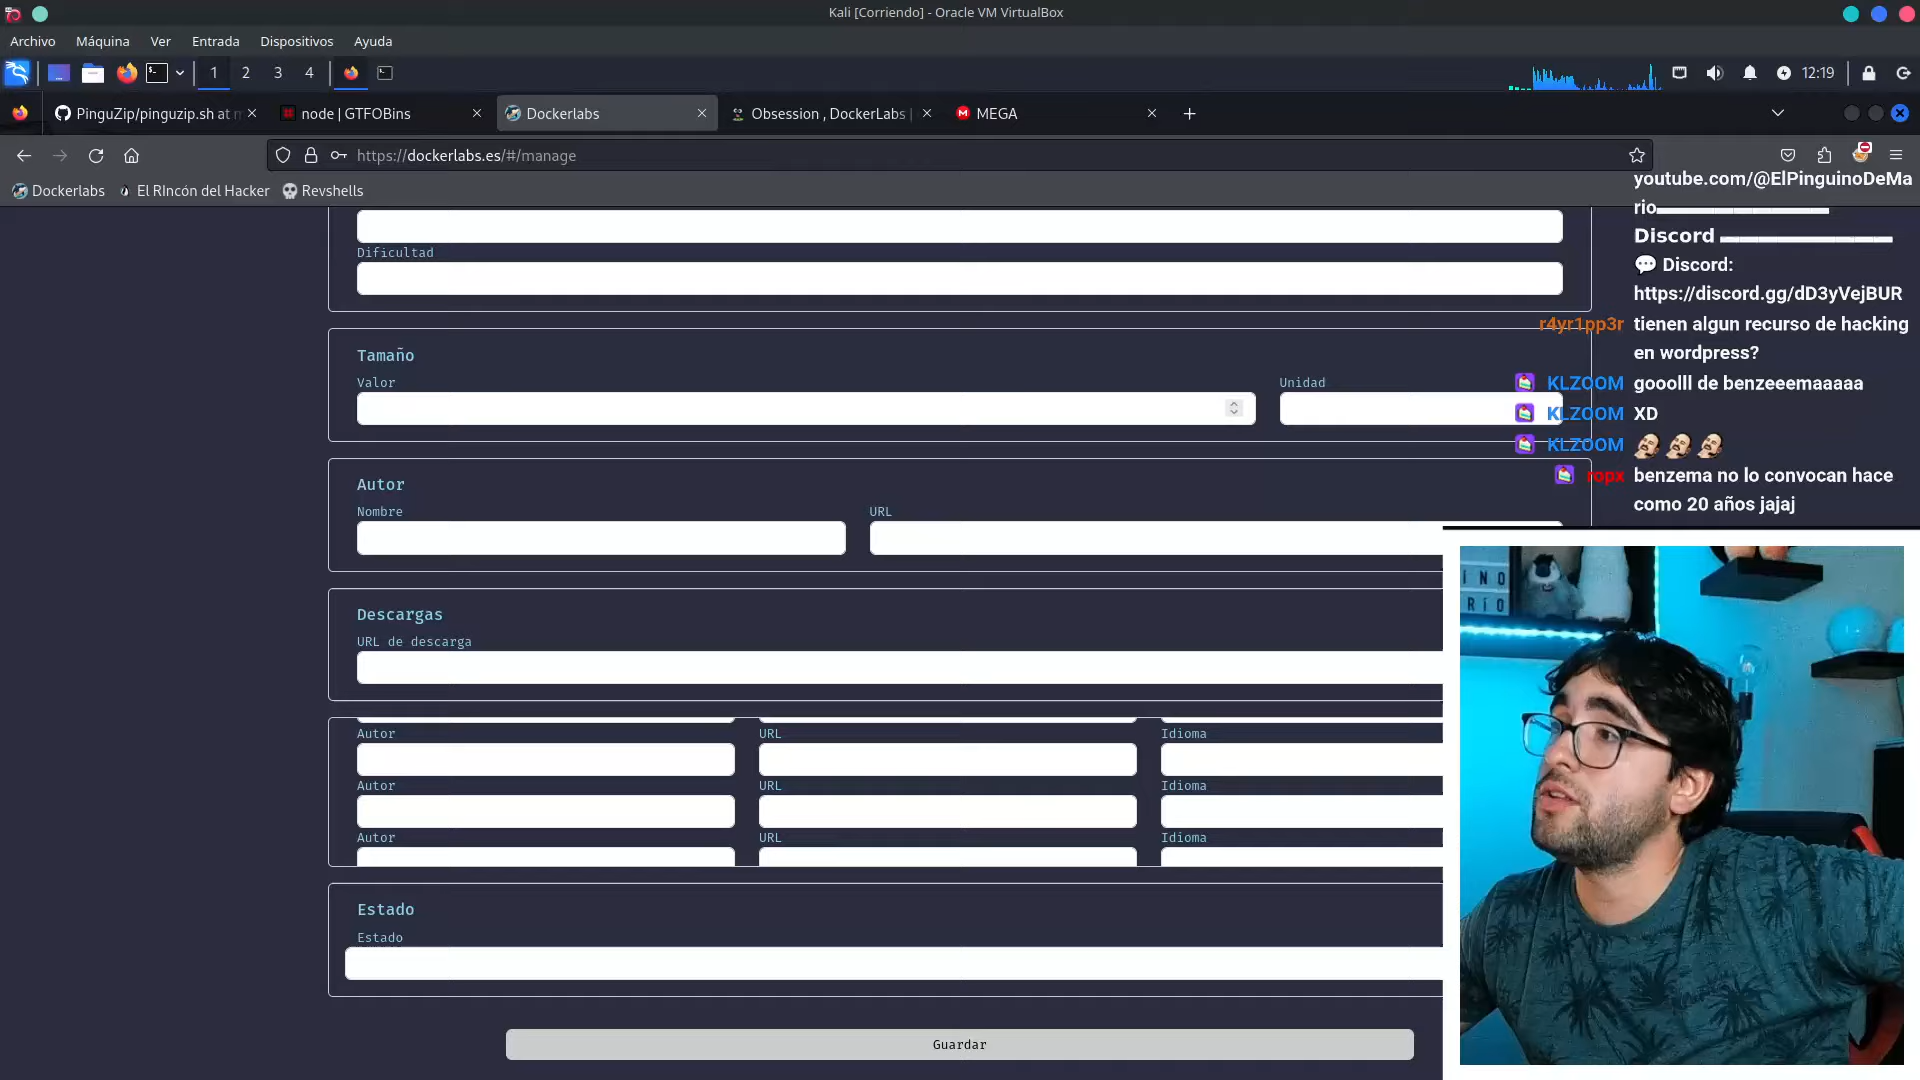 Kali [Corriendo] - Oracle VM VirtualBox
Archivo Máquina Ver Entrada Dispositivos Ayuda
1 2 3 4
12:19
PinguZip/pinguzip.sh at m
node | GTFOBins
Dockerlabs
Obsession , DockerLabs |
MEGA
https://dockerlabs.es/#/manage
Dockerlabs El RIncón del Hacker Revshells
Dificultad
Tamaño
Valor Unidad
Autor
Nombre URL
Descargas
URL de descarga
Autor URL Idioma
Autor URL Idioma
Autor URL Idioma
Estado
Estado
Guardar
youtube.com/@ElPinguinoDeMa
rio
Discord
💬 Discord:
https://discord.gg/dD3yVejBUR
r4yr1pp3r tienen algun recurso de hacking
en wordpress?
KLZOOM gooolll de benzeeemaaaaa
KLZOOM XD
KLZOOM
ropx benzema no lo convocan hace
como 20 años jajaj
INO
RÍO